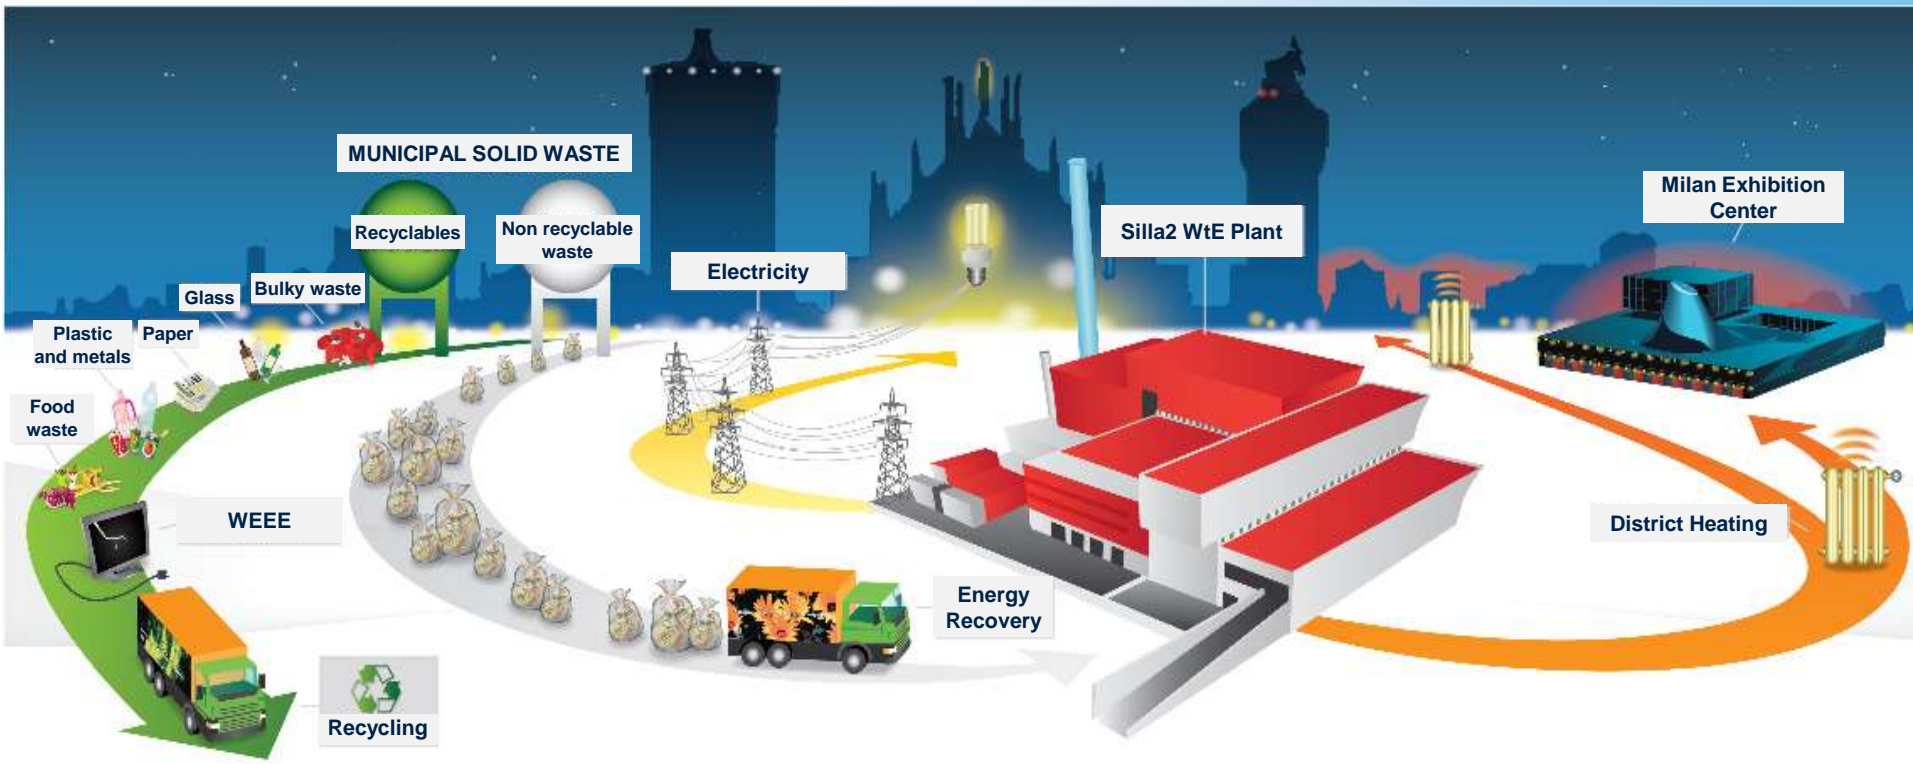 MUNICIPAL SOLID WASTE
Recyclables
Non recyclable
waste
Milan Exhibition
Center
Silla2 WtE Plant
Electricity
Bulky waste
Glass
Paper
Plastic
and metals
Food
waste
WEEE
District Heating
Energy
Recovery
Recycling